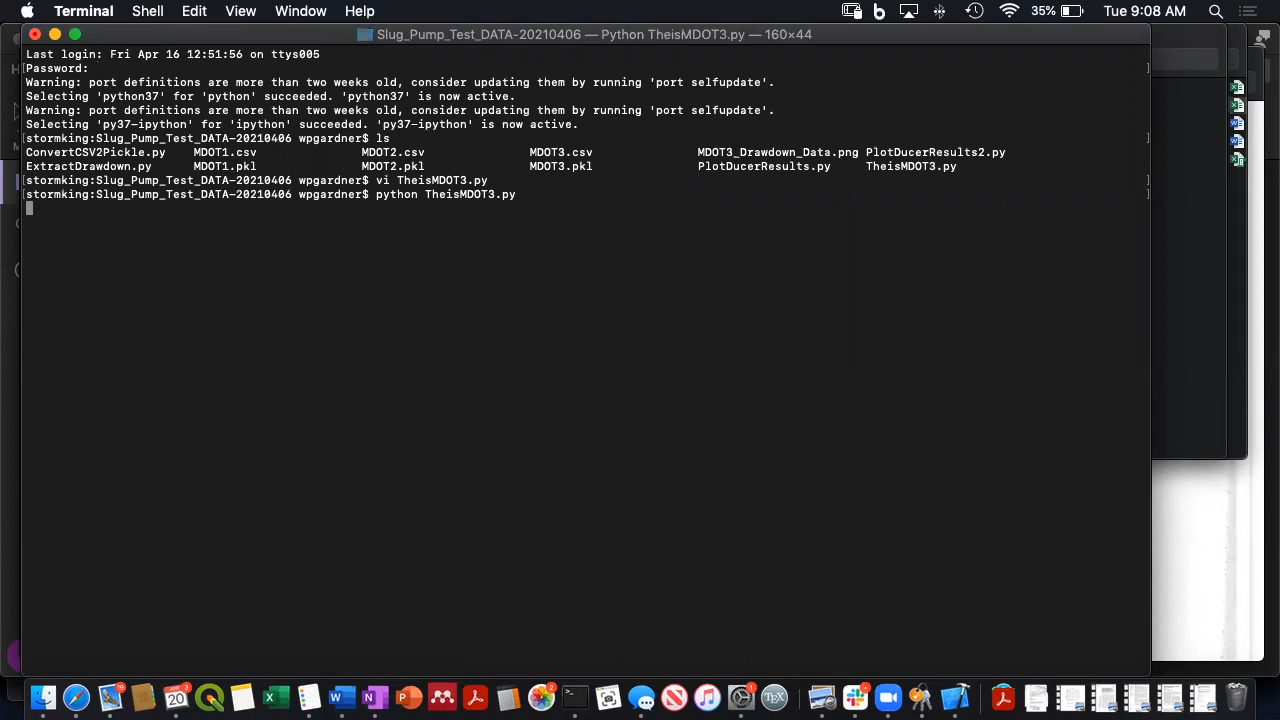 Terminal Shell Edit View Window Help 35% Tue 9:08 AM
Slug_Pump_Test_DATA-20210406 — Python TheisMDOT3.py — 160×44
Last login: Fri Apr 16 12:51:56 on ttys005
[Password: ]
Warning: port definitions are more than two weeks old, consider updating them by running 'port selfupdate'.
Selecting 'python37' for 'python' succeeded. 'python37' is now active.
Warning: port definitions are more than two weeks old, consider updating them by running 'port selfupdate'.
Selecting 'py37-ipython' for 'ipython' succeeded. 'py37-ipython' is now active.
[stormking:Slug_Pump_Test_DATA-20210406 wpgardner$ ls ]
ConvertCSV2Pickle.py MDOT1.csv MDOT2.csv MDOT3.csv MDOT3_Drawdown_Data.png PlotDucerResults2.py
ExtractDrawdown.py MDOT1.pkl MDOT2.pkl MDOT3.pkl PlotDucerResults.py TheisMDOT3.py
[stormking:Slug_Pump_Test_DATA-20210406 wpgardner$ vi TheisMDOT3.py ]
[stormking:Slug_Pump_Test_DATA-20210406 wpgardner$ python TheisMDOT3.py ]
20
TEX